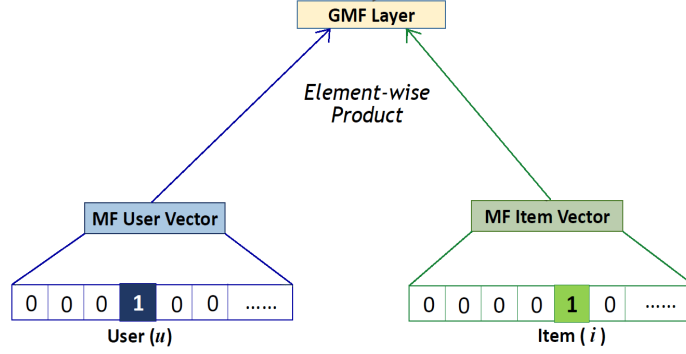 GMF Layer
Element-wise
Product
MF User Vector
MF Item Vector
0 0 0 1 0 0 ......
0 0 0 0 1 0 ......
User (u)
Item ( i )